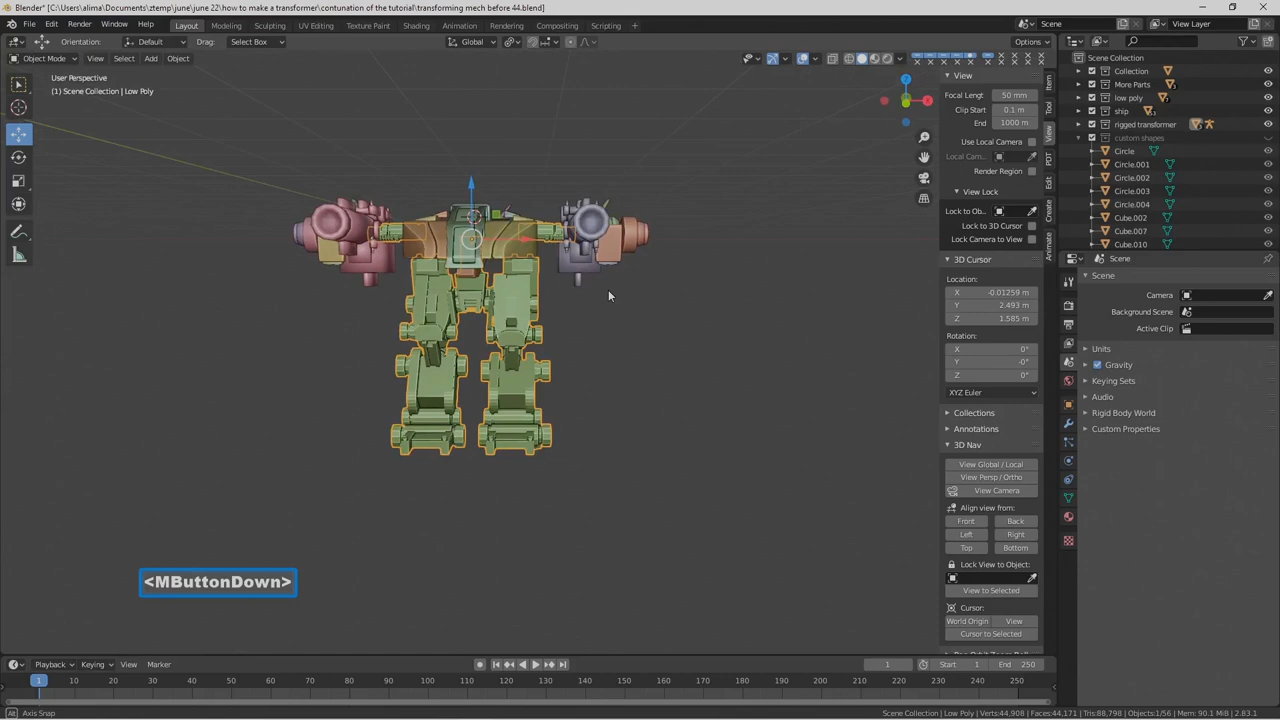 Blender* [C:\Users\alima\Documents\ztemp\june\june 22\how to make a transformer\contunation of the tutorial\transforming mech before 44.blend]
File Edit Render Window Help Layout Modeling Sculpting UV Editing Texture Paint Shading Animation Rendering Compositing Scripting Scene View Layer
Orientation: Default Drag: Select Box Global Options
Object Mode View Select Add Object
User Perspective
(1) Scene Collection | Low Poly
View
Focal Lengt 50 mm
Clip Start 0.1 m
End 1000 m
Use Local Camera
Local Cam...
Render Region
View Lock
Lock to Ob...
Lock to 3D Cursor
Lock Camera to View
3D Cursor
Location:
X -0.01259 m
Y 2.493 m
Z 1.585 m
Rotation:
X 0°
Y -0°
Z 0°
XYZ Euler
Collections
Annotations
3D Nav
View Global / Local
View Persp / Ortho
View Camera
Align view from:
Front Back
Left Right
Top Bottom
Lock View to Object:
View to Selected
Cursor:
World Origin View
Cursor to Selected
Item
Tool
View
PDT
Edit
Create
Animate
Scene Collection
Collection
More Parts
low poly
ship
rigged transformer
custom shapes
Circle
Circle.001
Circle.002
Circle.003
Circle.004
Cube.002
Cube.007
Cube.010
Scene
Scene
Camera
Background Scene
Active Clip
Units
Gravity
Keying Sets
Audio
Rigid Body World
Custom Properties
<MButtonDown>
Playback Keying View Marker 1 Start 1 End 250
1 10 20 30 40 50 60 70 80 90 100 110 120 130 140 150 160 170 180 190 200 210 220 230 240 250
Axis Snap Scene Collection | Low Poly | Verts:44,908 | Faces:44,171 | Tris:88,798 | Objects:1/56 | Mem: 90.1 MiB | 2.83.1